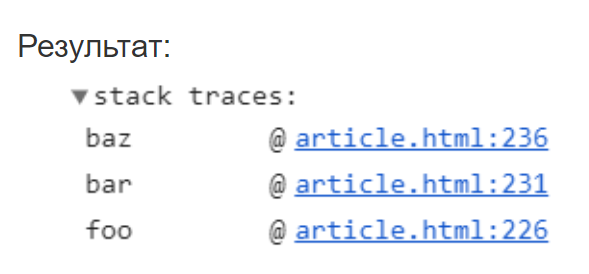 Результат:
▼stack traces:
baz @ article.html:236
bar @ article.html:231
foo @ article.html:226